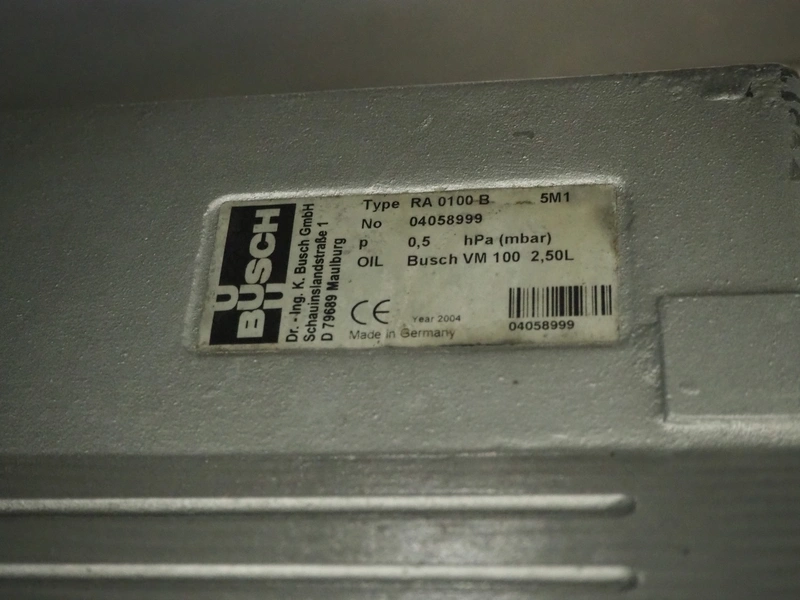 BUSCH
Dr. - Ing. K. Busch GmbH
Schauinslandstraße 1
D 79689 Maulburg
Type RA 0100 B 5M1
No 04058999
p 0,5 hPa (mbar)
OIL Busch VM 100 2,50L
CE Year 2004
Made in Germany
04058999